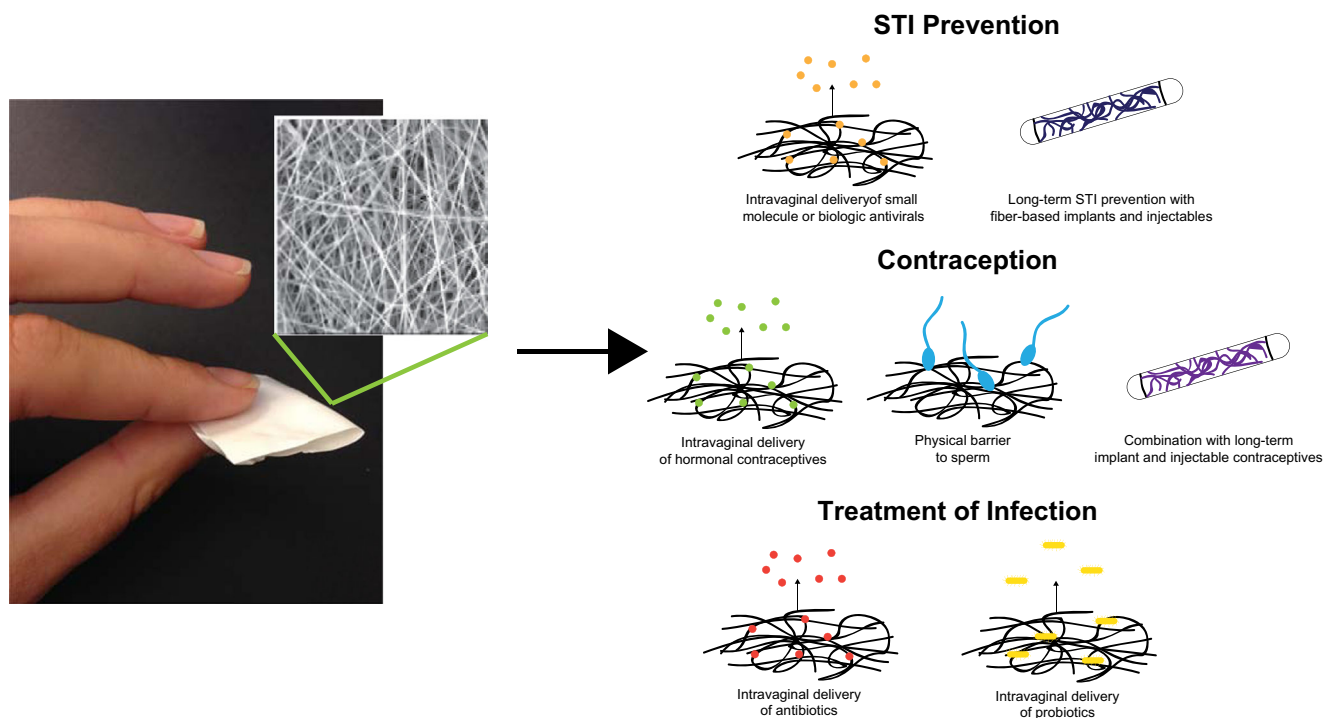 STI Prevention
Intravaginal deliveryof small
molecule or biologic antivirals
Long-term STI prevention with
fiber-based implants and injectables
Contraception
Intravaginal delivery
of hormonal contraceptives
Physical barrier
to sperm
Combination with long-term
implant and injectable contraceptives
Treatment of Infection
Intravaginal delivery
of antibiotics
Intravaginal delivery
of probiotics